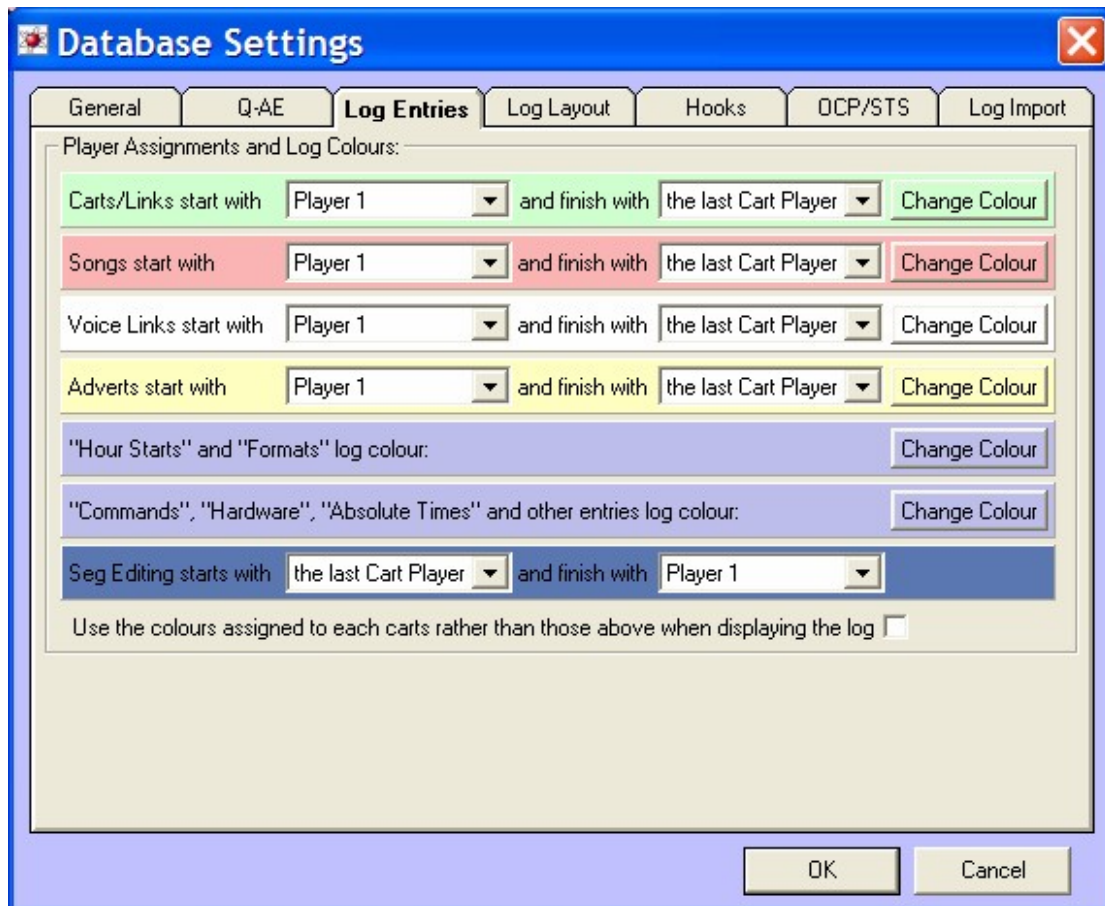 Database Settings
General Q-AE Log Entries Log Layout Hooks OCP/STS Log Import
Player Assignments and Log Colours:
Carts/Links start with Player 1 and finish with the last Cart Player Change Colour
Songs start with Player 1 and finish with the last Cart Player Change Colour
Voice Links start with Player 1 and finish with the last Cart Player Change Colour
Adverts start with Player 1 and finish with the last Cart Player Change Colour
"Hour Starts" and "Formats" log colour: Change Colour
"Commands", "Hardware", "Absolute Times" and other entries log colour: Change Colour
Seg Editing starts with the last Cart Player and finish with Player 1
Use the colours assigned to each carts rather than those above when displaying the log
OK Cancel